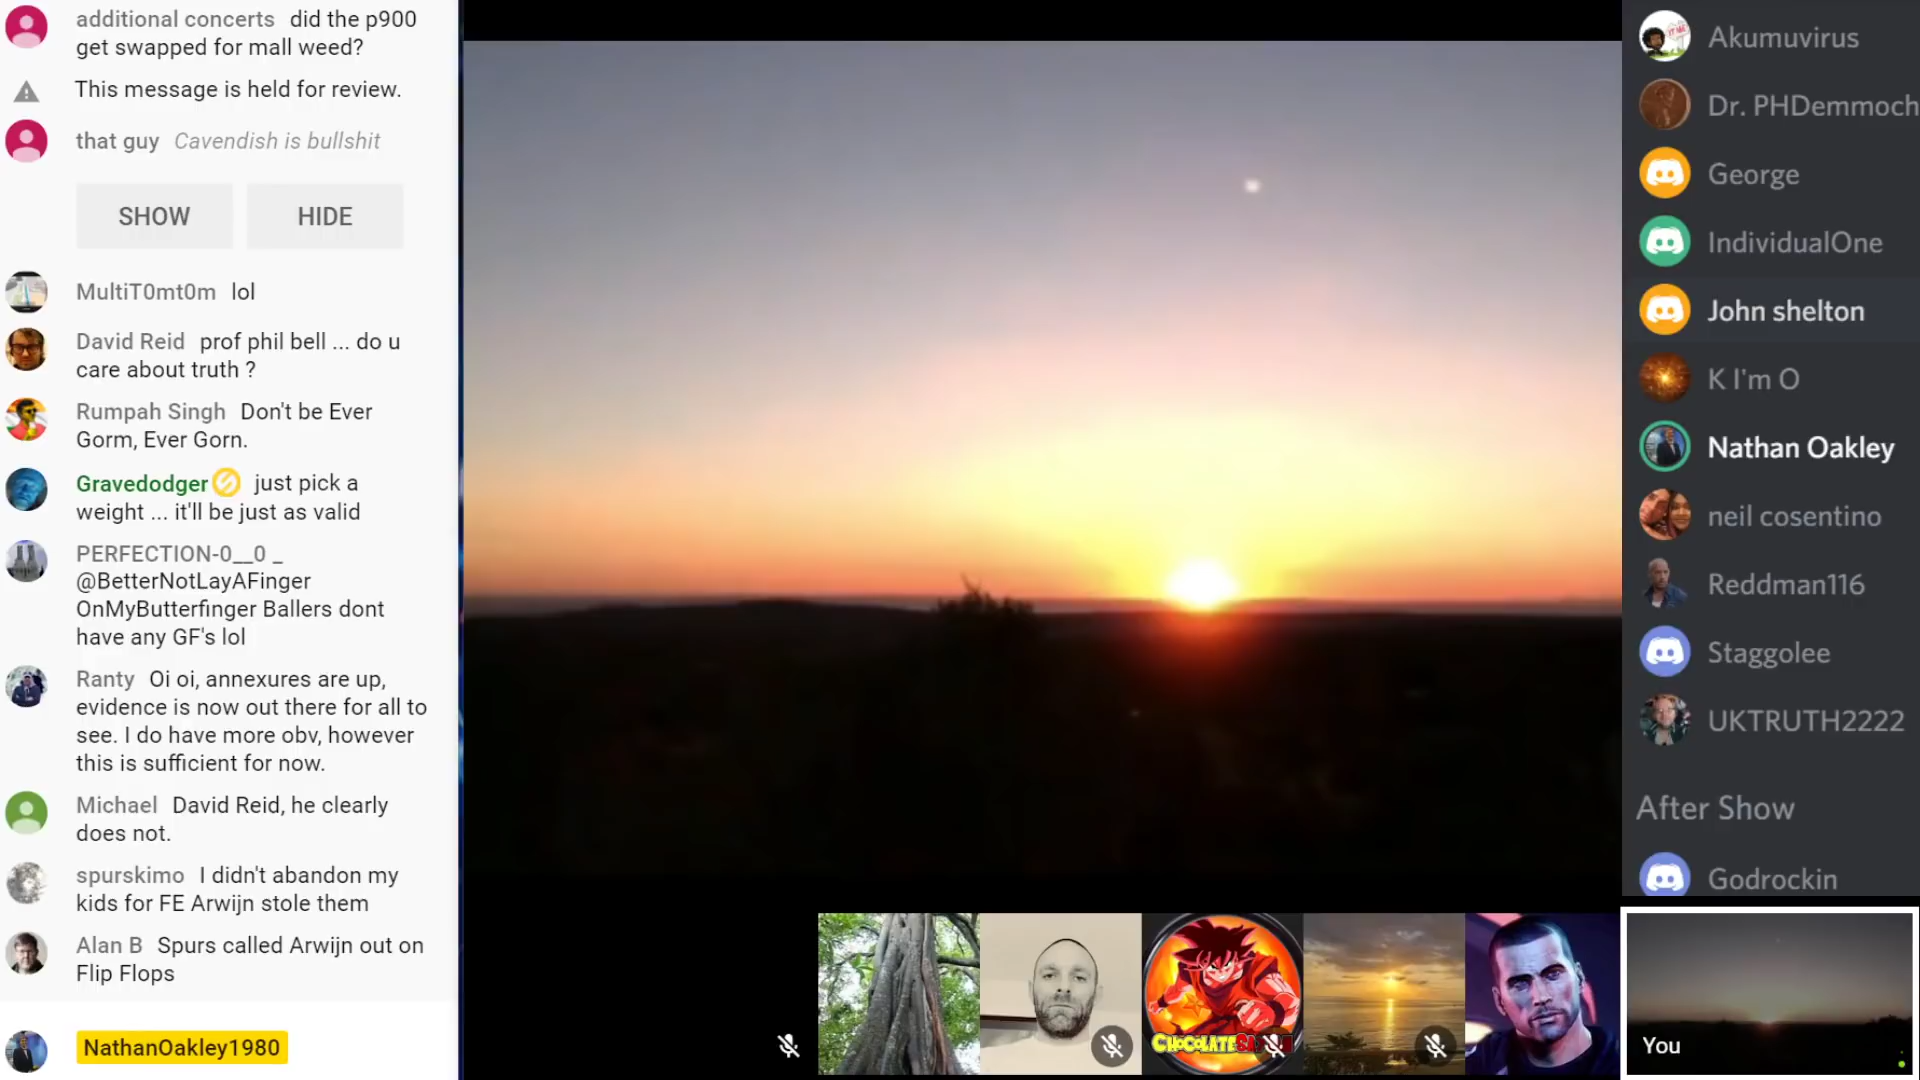 additional concerts did the p900
get swapped for mall weed?
This message is held for review.
that guy Cavendish is bullshit
SHOW HIDE
MultiT0mt0m lol
David Reid prof phil bell ... do u
care about truth ?
Rumpah Singh Don't be Ever
Gorm, Ever Gorn.
Gravedodger just pick a
weight ... it'll be just as valid
PERFECTION-0__0 _
@BetterNotLayAFinger
OnMyButterfinger Ballers dont
have any GF's lol
Ranty Oi oi, annexures are up,
evidence is now out there for all to
see. I do have more obv, however
this is sufficient for now.
Michael David Reid, he clearly
does not.
spurskimo I didn't abandon my
kids for FE Arwijn stole them
Alan B Spurs called Arwijn out on
Flip Flops
NathanOakley1980
Akumuvirus
Dr. PHDemmoch
George
IndividualOne
John shelton
K I'm O
Nathan Oakley
neil cosentino
Reddman116
Staggolee
UKTRUTH2222
After Show
Godrockin
You